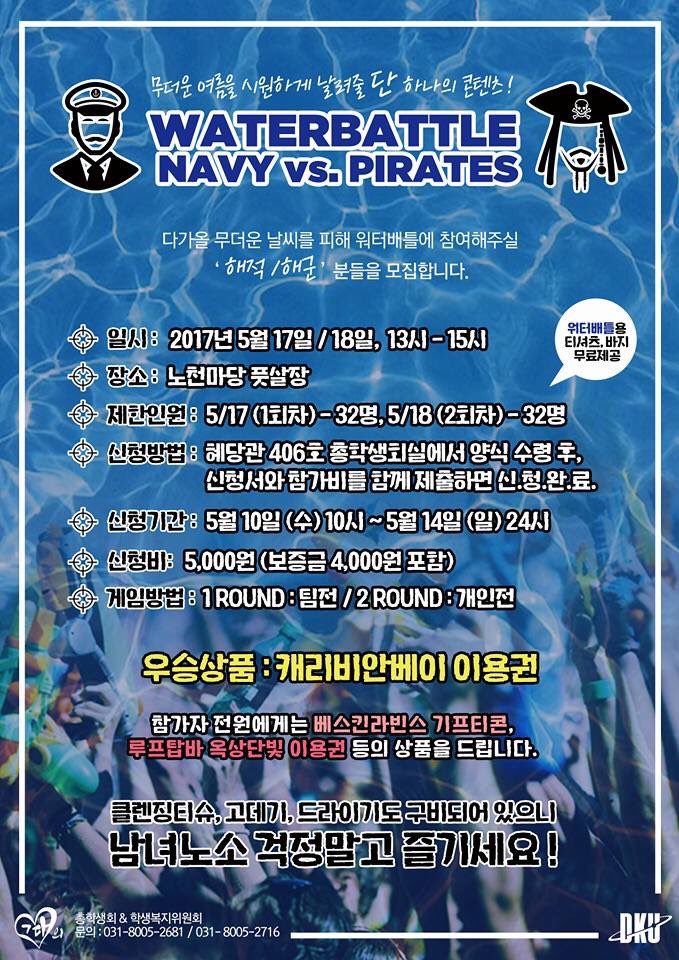 무더운 여름을 시원하게 날려줄 단 하나의 콘텐츠!
WATERBATTLE
NAVY vs. PIRATES
다가올 무더운 날씨를 피해 워터배틀에 참여해주실
'해적 / 해군' 분들을 모집합니다.
워터배틀용
티셔츠, 바지
무료제공
일시 : 2017년 5월 17일 / 18일, 13시 - 15시
장소 : 노천마당 풋살장
제한인원 : 5/17 (1회차) - 32명, 5/18 (2회차) - 32명
신청방법 : 혜당관 406호 총학생회실에서 양식 수령 후,
신청서와 참가비를 함께 제출하면 신.청.완.료.
신청기간 : 5월 10일 (수) 10시 ~ 5월 14일 (일) 24시
신청비 : 5,000원 (보증금 4,000원 포함)
게임방법 : 1 ROUND : 팀전 / 2 ROUND : 개인전
우승상품 : 캐리비안베이 이용권
참가자 전원에게는 베스킨라빈스 기프티콘,
루프탑바 옥상단빛 이용권 등의 상품을 드립니다.
클렌징티슈, 고데기, 드라이기도 구비되어 있으니
남녀노소 걱정말고 즐기세요!
총학생회 & 학생복지위원회
문의 : 031-8005-2681 / 031- 8005-2716
DKU